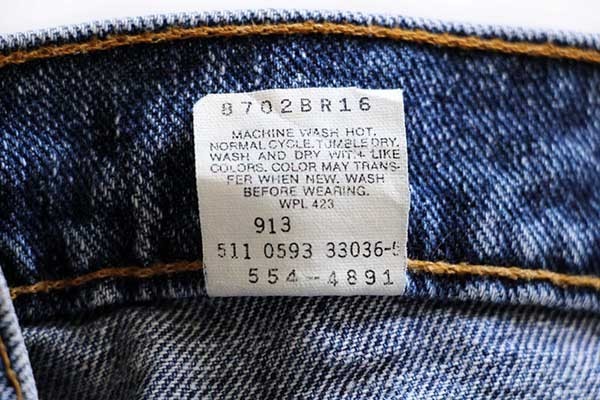 8702BR16
MACHINE WASH HOT,
NORMAL CYCLE. TUMBLE DRY.
WASH AND DRY WITH LIKE
COLORS. COLOR MAY TRANS-
FER WHEN NEW. WASH
BEFORE WEARING.
WPL 423
913
511 0593 33036-5
554-4891